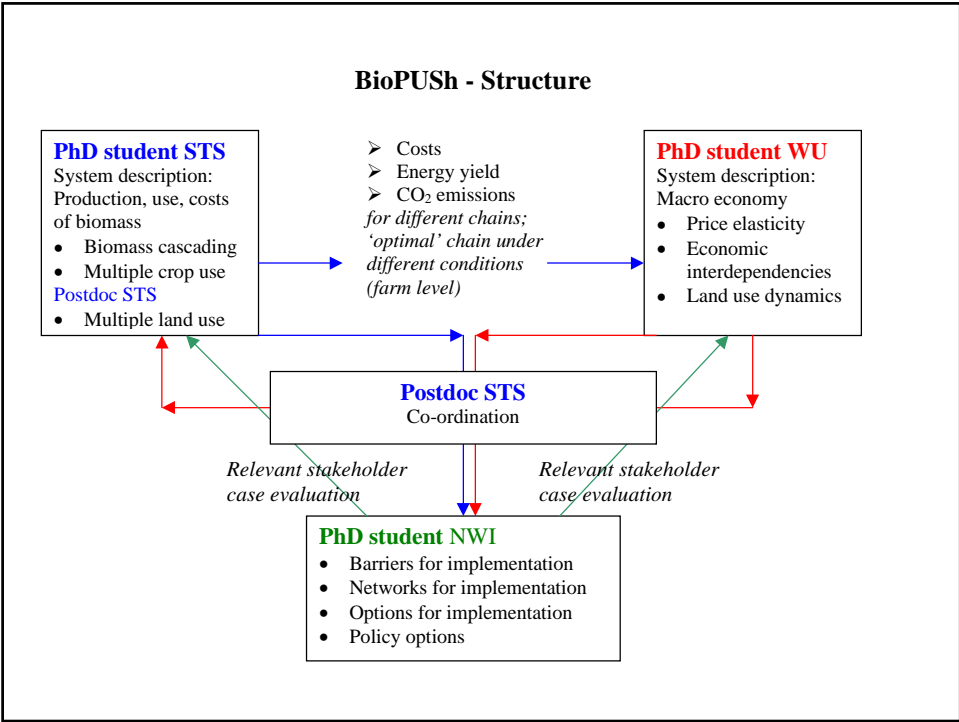 BioPUSh - Structure
PhD student STS
System description:
Production, use, costs
of biomass
• Biomass cascading
• Multiple crop use
Postdoc STS
• Multiple land use
➢ Costs
➢ Energy yield
➢ CO₂ emissions
for different chains;
‘optimal’ chain under
different conditions
(farm level)
PhD student WU
System description:
Macro economy
• Price elasticity
• Economic
interdependencies
• Land use dynamics
Postdoc STS
Co-ordination
Relevant stakeholder
case evaluation
Relevant stakeholder
case evaluation
PhD student NWI
• Barriers for implementation
• Networks for implementation
• Options for implementation
• Policy options